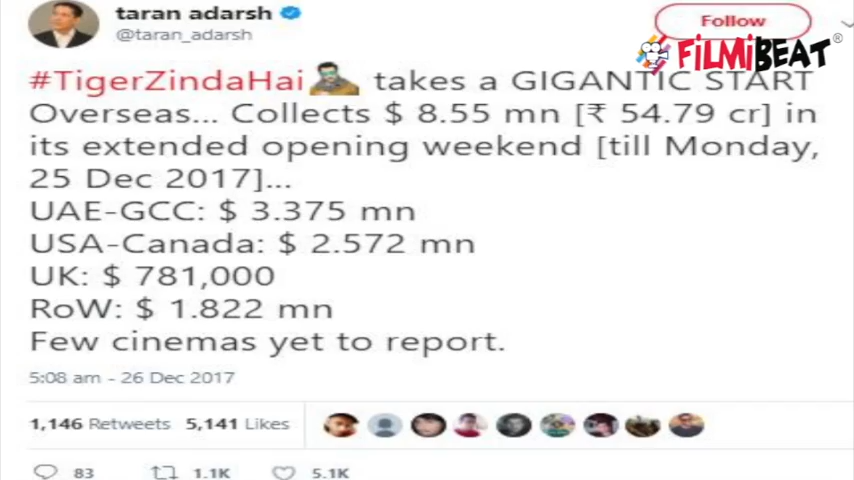 taran adarsh
@taran_adarsh
Follow
FILMIBEAT®
#TigerZindaHai takes a GIGANTIC START
Overseas... Collects $ 8.55 mn [₹ 54.79 cr] in
its extended opening weekend [till Monday,
25 Dec 2017]...
UAE-GCC: $ 3.375 mn
USA-Canada: $ 2.572 mn
UK: $ 781,000
RoW: $ 1.822 mn
Few cinemas yet to report.
5:08 am - 26 Dec 2017
1,146 Retweets 5,141 Likes
83 1.1K 5.1K